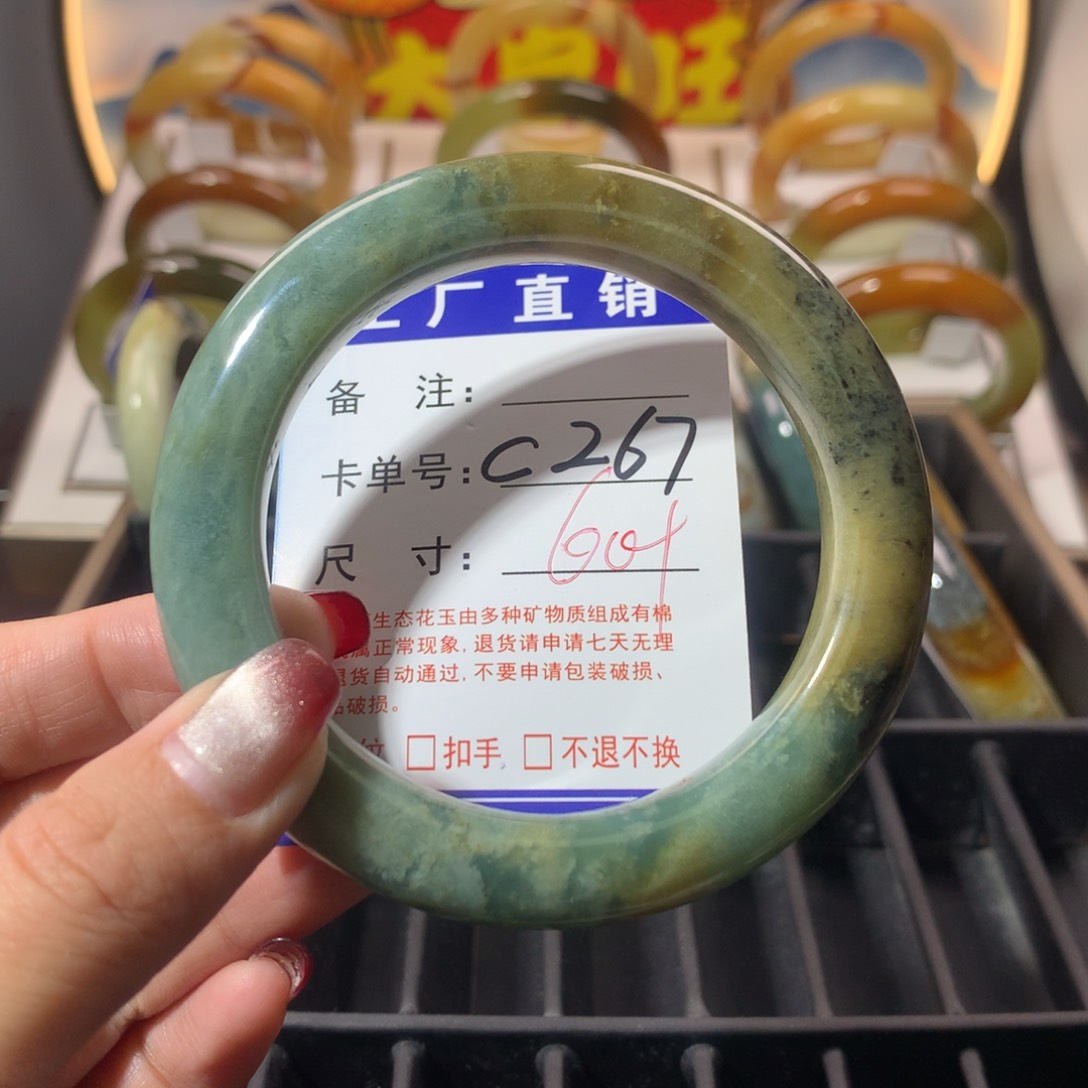 大 旺
厂直销
备 注:
卡单号: C267
尺 寸: 60+
生态花玉由多种矿物质组成有棉
属正常现象,退货请申请七天无理
退货自动通过,不要申请包装破损、
品破损。
位 □扣手 □不退不换